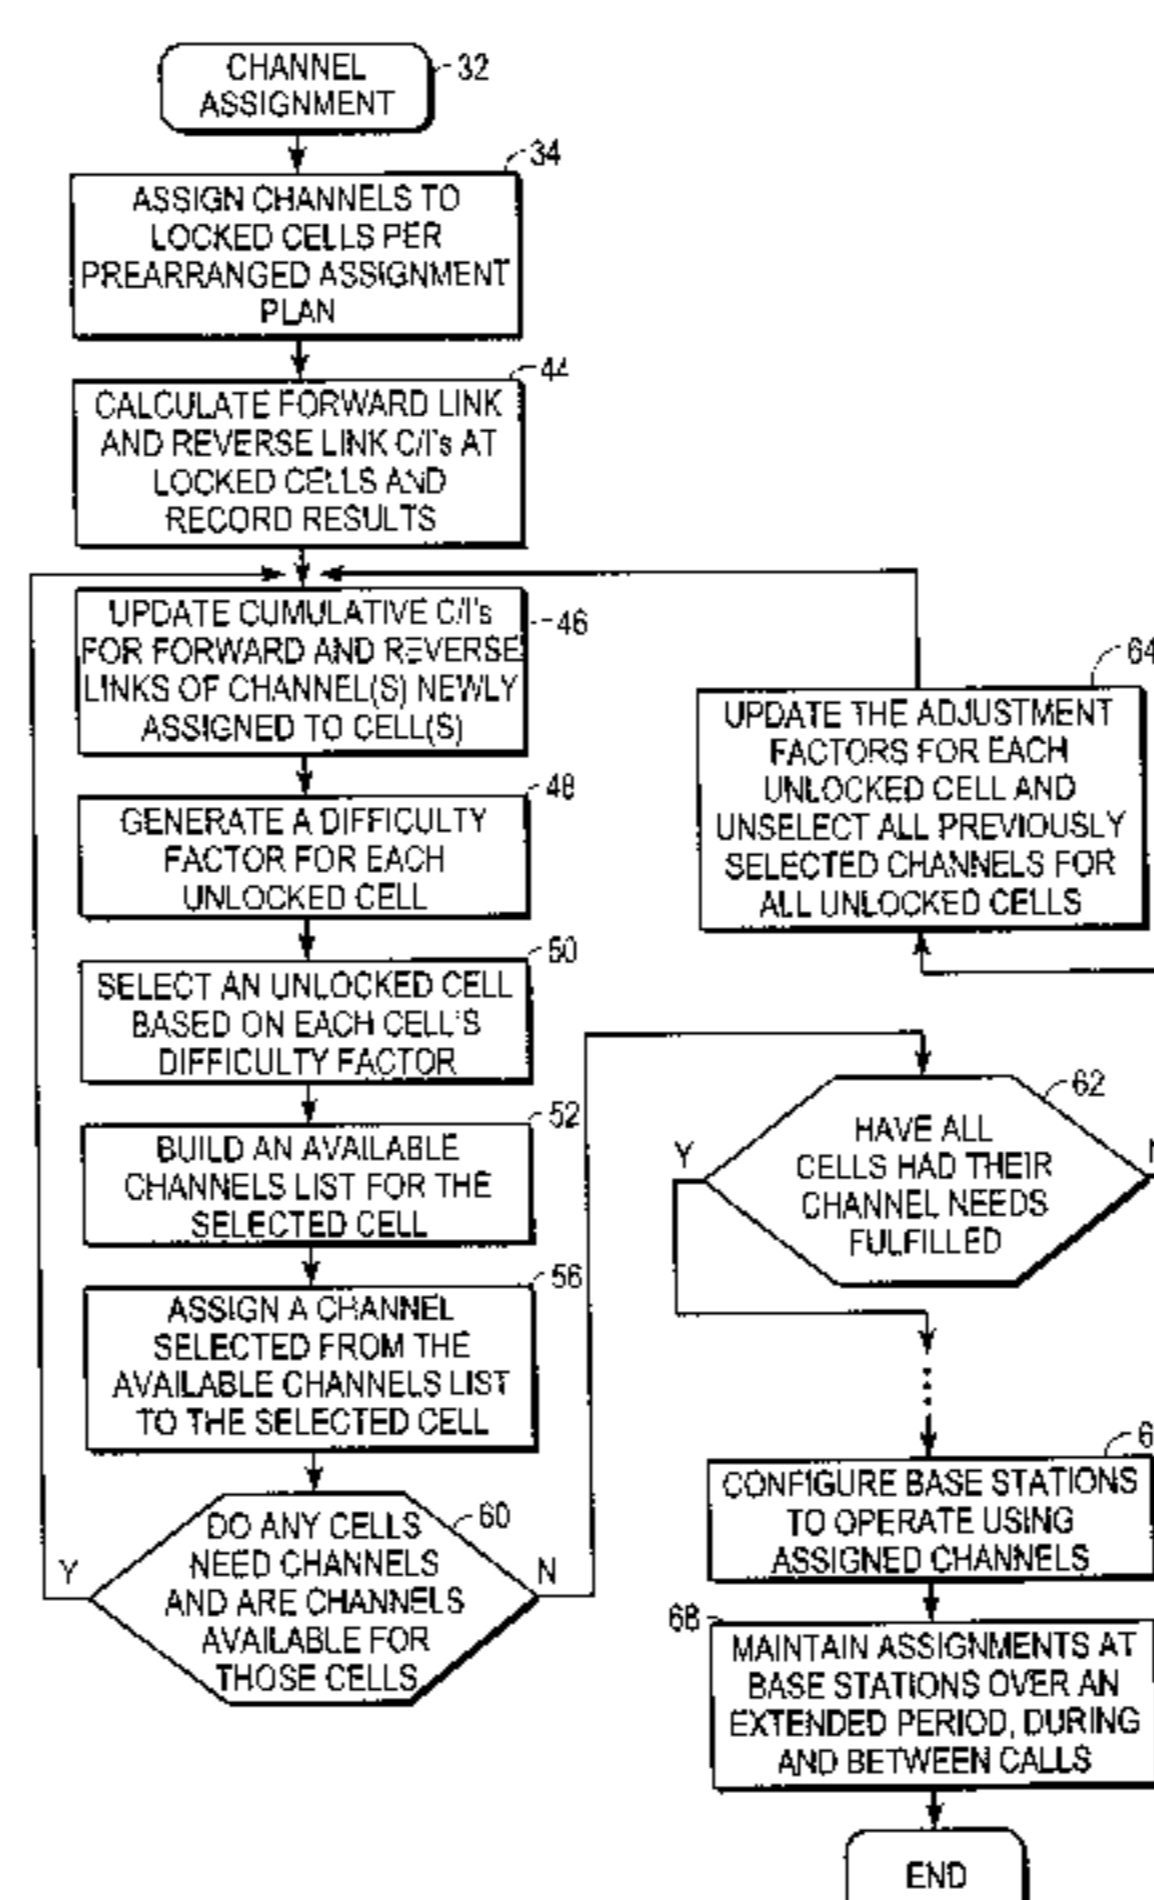 CHANNEL
ASSIGNMENT
32
34
ASSIGN CHANNELS TO
LOCKED CELLS PER
PREARRANGED ASSIGNMENT
PLAN
44
CALCULATE FORWARD LINK
AND REVERSE LINK C/I's AT
LOCKED CELLS AND
RECORD RESULTS
UPDATE CUMULATIVE C/I's
FOR FORWARD AND REVERSE
LINKS OF CHANNEL(S) NEWLY
ASSIGNED TO CELL(S)
46
48
GENERATE A DIFFICULTY
FACTOR FOR EACH
UNLOCKED CELL
50
SELECT AN UNLOCKED CELL
BASED ON EACH CELL'S
DIFFICULTY FACTOR
52
BUILD AN AVAILABLE
CHANNELS LIST FOR THE
SELECTED CELL
56
ASSIGN A CHANNEL
SELECTED FROM THE
AVAILABLE CHANNELS LIST
TO THE SELECTED CELL
60
DO ANY CELLS
NEED CHANNELS
AND ARE CHANNELS
AVAILABLE FOR
THOSE CELLS
Y
N
64
UPDATE THE ADJUSTMENT
FACTORS FOR EACH
UNLOCKED CELL AND
UNSELECT ALL PREVIOUSLY
SELECTED CHANNELS FOR
ALL UNLOCKED CELLS
62
HAVE ALL
CELLS HAD THEIR
CHANNEL NEEDS
FULFILLED
Y
CONFIGURE BASE STATIONS
TO OPERATE USING
ASSIGNED CHANNELS
68
MAINTAIN ASSIGNMENTS AT
BASE STATIONS OVER AN
EXTENDED PERIOD, DURING
AND BETWEEN CALLS
END